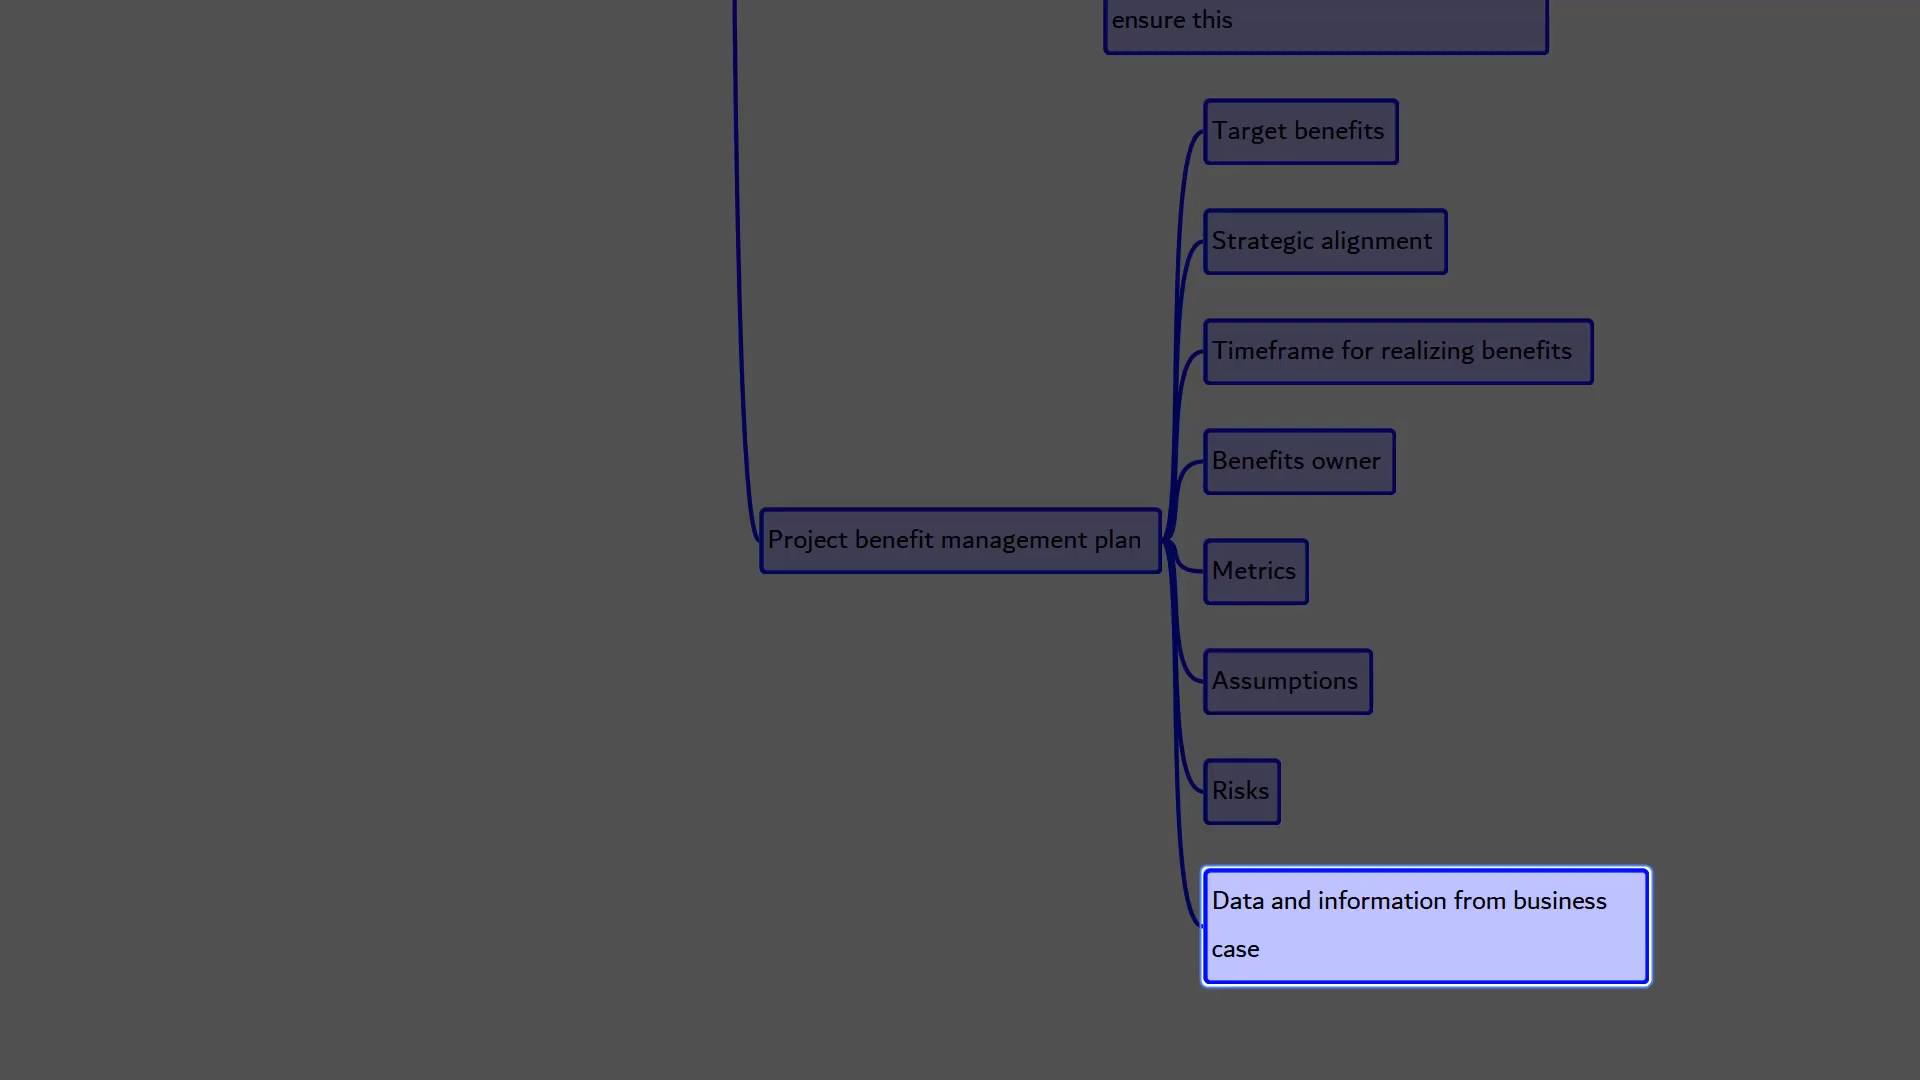 ensure this
Target benefits
Strategic alignment
Timeframe for realizing benefits
Benefits owner
Project benefit management plan
Metrics
Assumptions
Risks
Data and information from business
case